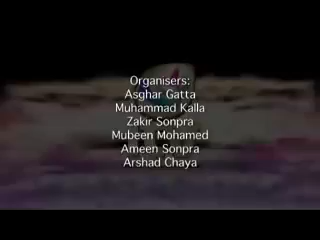 Organisers:
Asghar Gatta
Muhammad Kalla
Zakir Sonpra
Mubeen Mohamed
Ameen Sonpra
Arshad Chaya